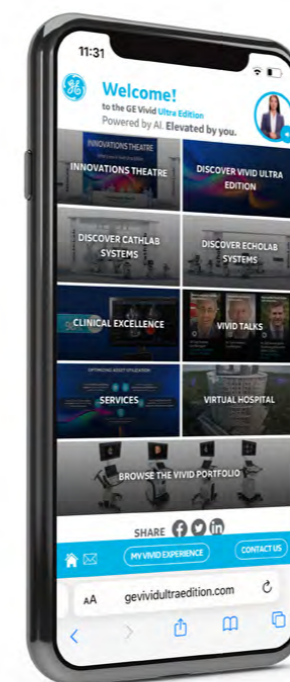 11:31
Welcome!
to the GE Vivid Ultra Edition
Powered by AI. Elevated by you.
INNOVATIONS THEATRE
INNOVATIONS THEATRE
DISCOVER VIVID ULTRA
EDITION
DISCOVER CATHLAB
SYSTEMS
DISCOVER ECHOLAB
SYSTEMS
CLINICAL EXCELLENCE
VIVID TALKS
SERVICES
VIRTUAL HOSPITAL
BROWSE THE VIVID PORTFOLIO
SHARE
MY VIVID EXPERIENCE
CONTACT US
AA
gevividultraedition.com